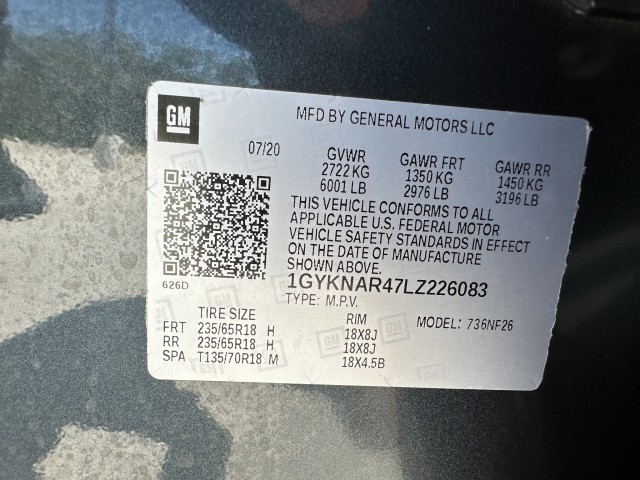 GM
MFD BY GENERAL MOTORS LLC
07/20 GVWR GAWR FRT GAWR RR
2722 KG 1350 KG 1450 KG
6001 LB 2976 LB 3196 LB
THIS VEHICLE CONFORMS TO ALL
APPLICABLE U.S. FEDERAL MOTOR
VEHICLE SAFETY STANDARDS IN EFFECT
ON THE DATE OF MANUFACTURE
SHOWN ABOVE.
626D
1GYKNAR47LZ226083
TYPE: M.P.V.
TIRE SIZE RIM MODEL: 736NF26
FRT 235/65R18 H 18X8J
RR 235/65R18 H 18X8J
SPA T135/70R18 M 18X4.5B